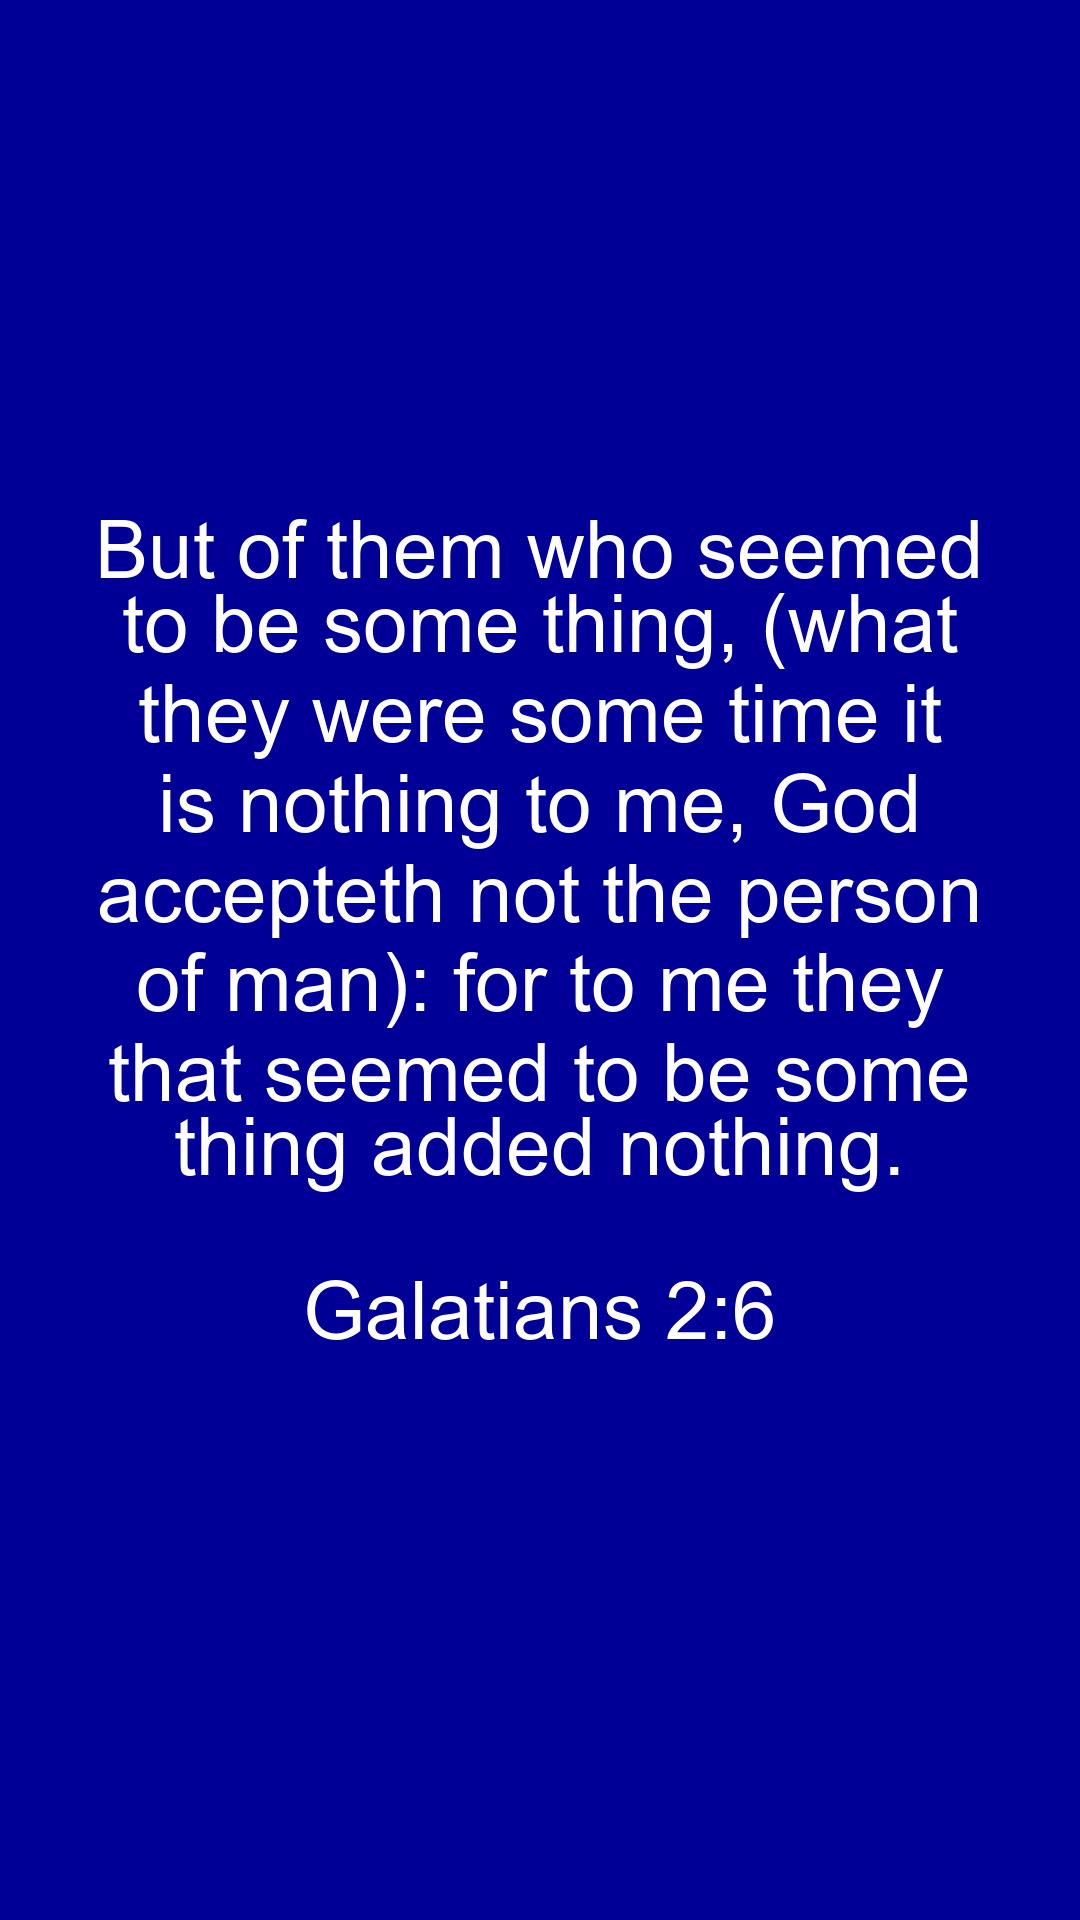 But of them who seemed
to be some thing, (what
they were some time it
is nothing to me, God
accepteth not the person
of man): for to me they
that seemed to be some
thing added nothing.
Galatians 2:6